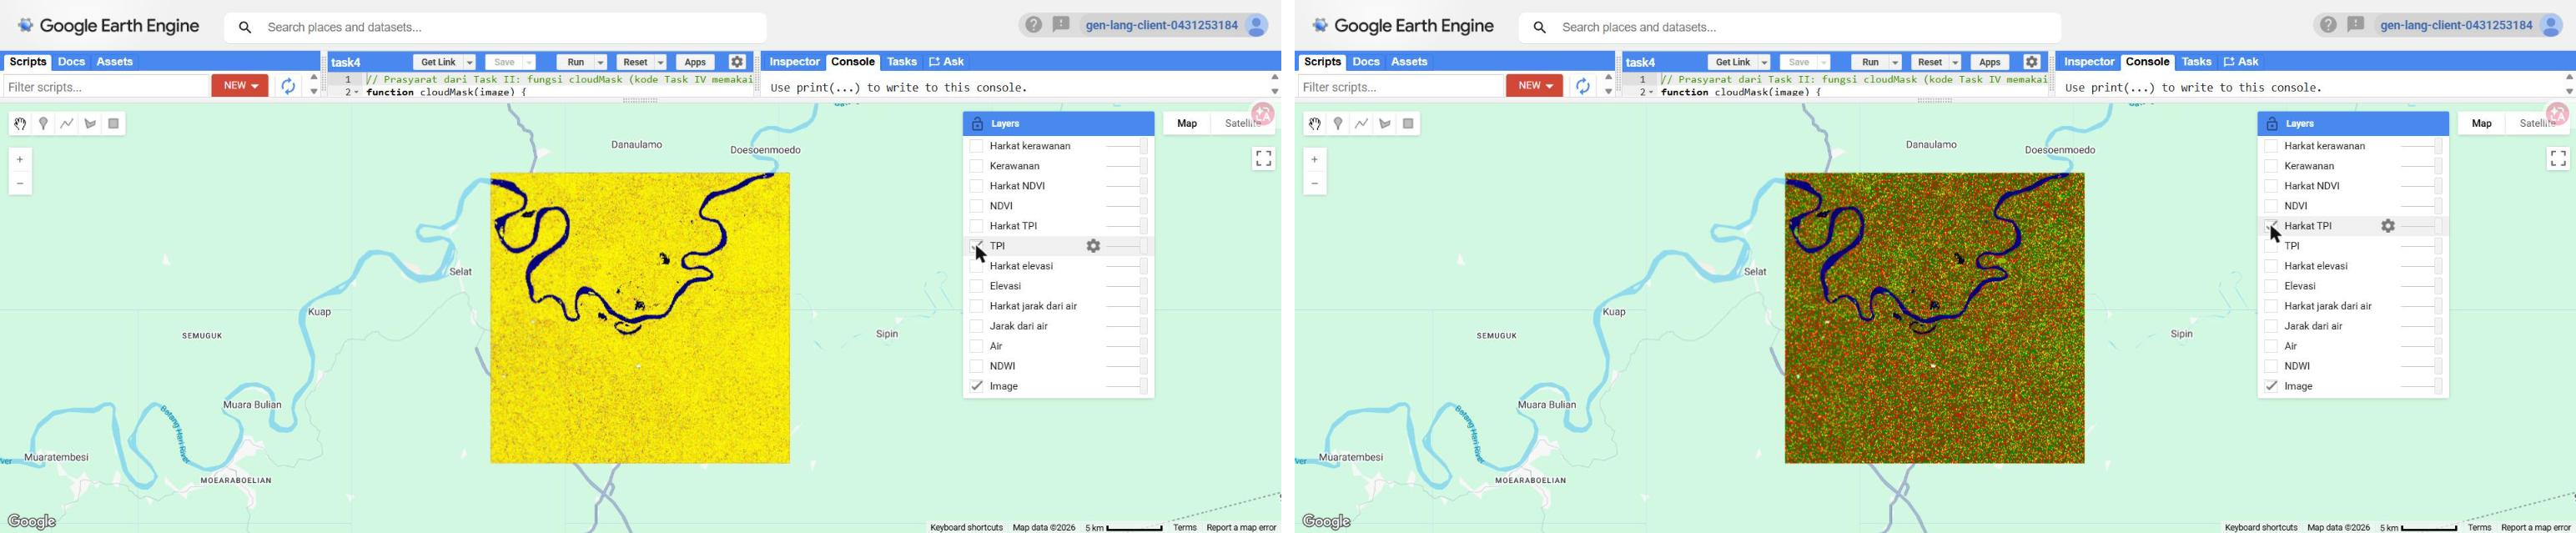 Google Earth Engine
Search places and datasets...
gen-lang-client-0431253184
Scripts Docs Assets
task4
Get Link Save Run Reset Apps
Inspector Console Tasks Ask
Filter scripts...
NEW
1 // Prasyarat dari Task II: fungsi cloudMask (kode Task IV memakai
2 function cloudMask(image) {
Use print(...) to write to this console.
Layers
Harkat kerawanan
Kerawanan
Harkat NDVI
NDVI
Harkat TPI
TPI
Harkat elevasi
Elevasi
Harkat jarak dari air
Jarak dari air
Air
NDWI
Image
Map Satellite
Danaulamo
Doesoenmoedo
Selat
Kuap
SEMUGUK
Sipin
Muara Bulian
Batang Hari River
Muaratembesi
MOEARABOELIAN
Google
Keyboard shortcuts Map data ©2026 5 km Terms Report a map error
Google Earth Engine
Search places and datasets...
gen-lang-client-0431253184
Scripts Docs Assets
task4
Get Link Save Run Reset Apps
Inspector Console Tasks Ask
Filter scripts...
NEW
1 // Prasyarat dari Task II: fungsi cloudMask (kode Task IV memakai
2 function cloudMask(image) {
Use print(...) to write to this console.
Layers
Harkat kerawanan
Kerawanan
Harkat NDVI
NDVI
Harkat TPI
TPI
Harkat elevasi
Elevasi
Harkat jarak dari air
Jarak dari air
Air
NDWI
Image
Map Satellite
Danaulamo
Doesoenmoedo
Selat
Kuap
SEMUGUK
Sipin
Muara Bulian
Batang Hari River
Muaratembesi
MOEARABOELIAN
Google
Keyboard shortcuts Map data ©2026 5 km Terms Report a map error